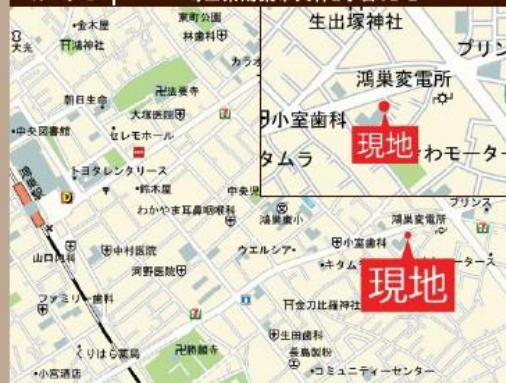 金木屋
東町公園
大光
鴻神社
林歯科
カラオ
生出塚神社
プリン
鴻巣変電所
小室歯科
タムラ
現地
わモータ
法要寺
朝日生命
大塚医院
中央図書館
セレモホール
トヨタレンタリース
鈴木屋
中央児
わかやま耳鼻咽喉科
鴻巣東小
鴻巣変電所
プリンス
山口内科
中村医院
ウエルシア
小室歯科
河野医院
キタム
ータース
現地
ファミリー歯科
金刀比羅神社
生田歯科
くりはら薬局
勝願寺
長島製粉
小宮酒店
コミュニティーセンター